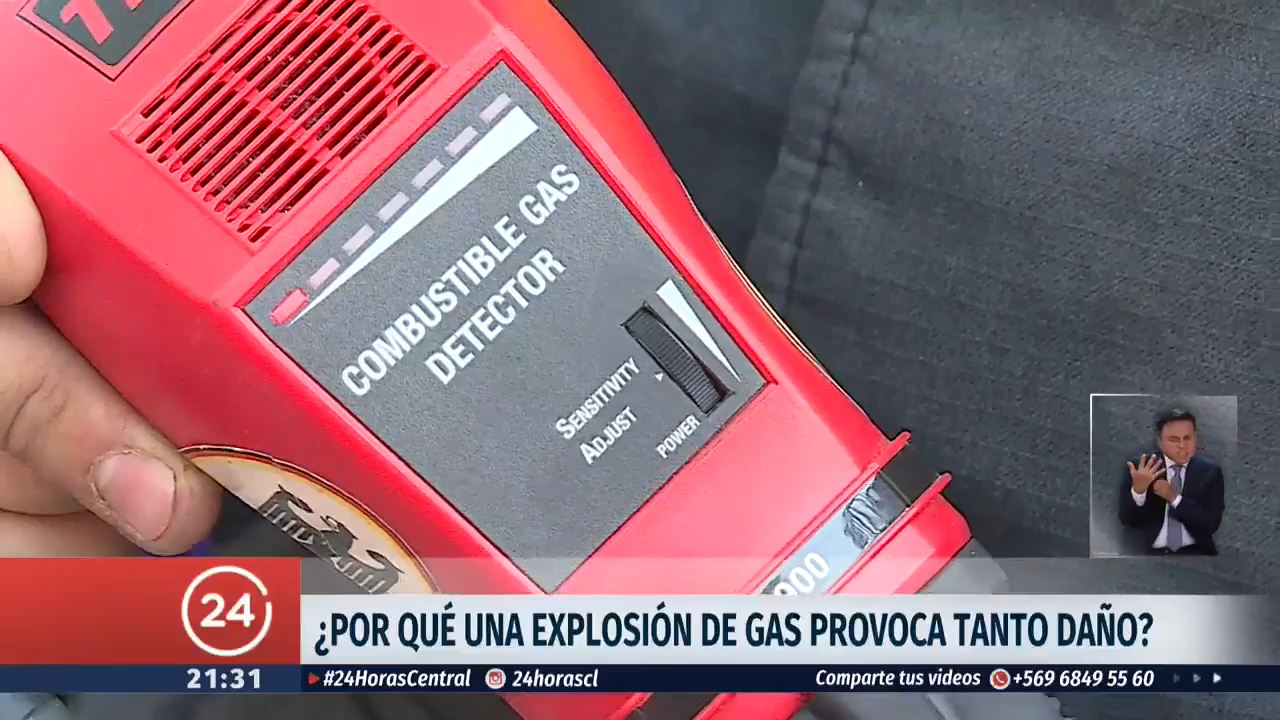 COMBUSTIBLE GAS
DETECTOR
SENSITIVITY
ADJUST
POWER
000
24
¿POR QUÉ UNA EXPLOSIÓN DE GAS PROVOCA TANTO DAÑO?
21:31
#24HorasCentral
24horascl
Comparte tus videos
+569 6849 55 60